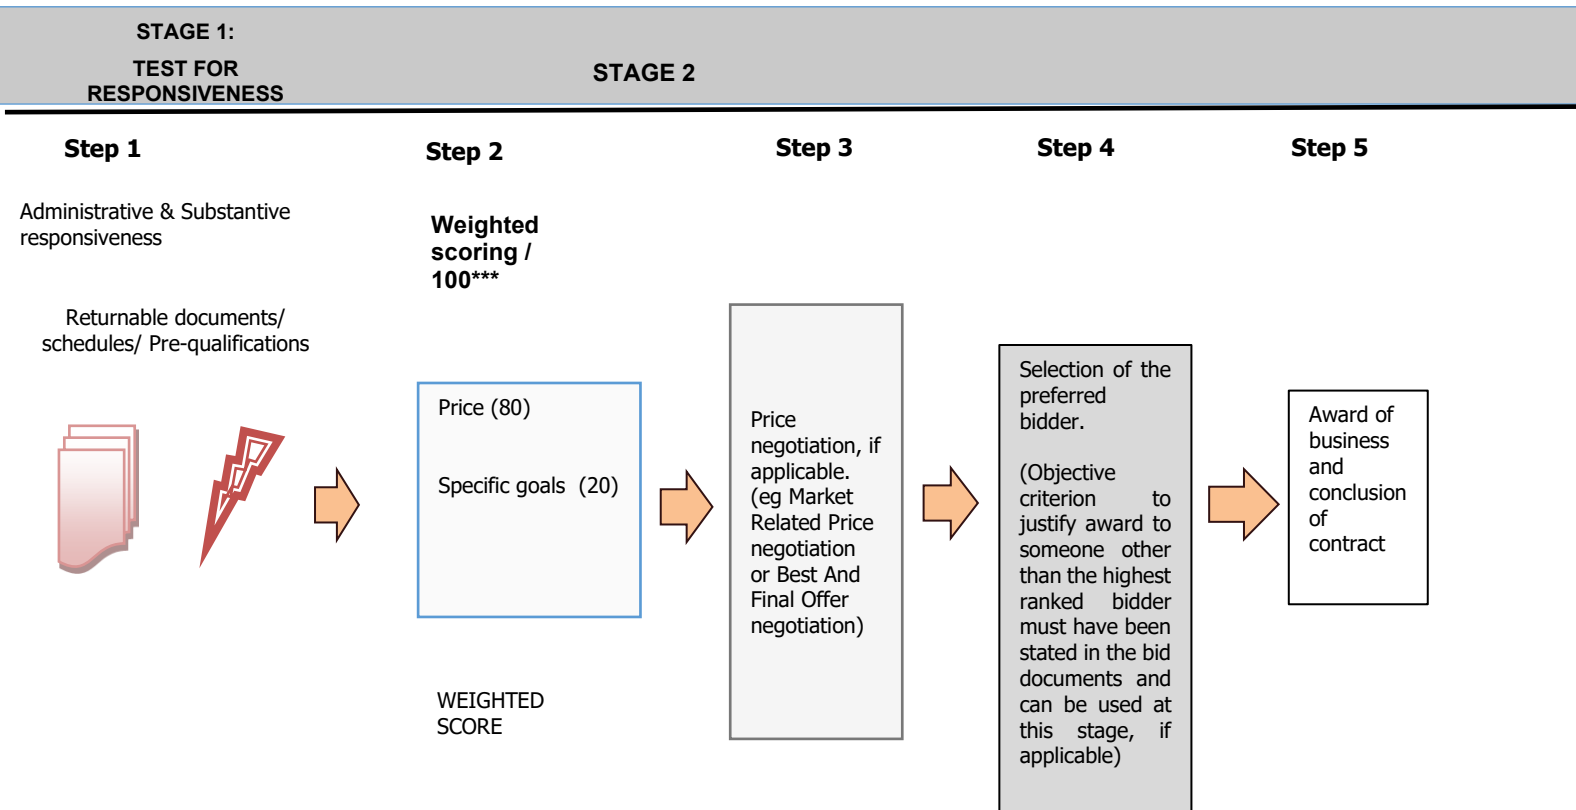 STAGE 1:
TEST FOR
RESPONSIVENESS
STAGE 2
Step 1
Step 2
Step 3
Step 4
Step 5
Administrative & Substantive
responsiveness
Returnable documents/
schedules/ Pre-qualifications
Weighted
scoring /
100***
Price (80)
Specific goals (20)
WEIGHTED
SCORE
Price
negotiation, if
applicable.
(eg Market
Related Price
negotiation
or Best And
Final Offer
negotiation)
Selection of the
preferred
bidder.
(Objective
criterion to
justify award to
someone other
than the highest
ranked bidder
must have been
stated in the bid
documents and
can be used at
this stage, if
applicable)
Award of
business
and
conclusion
of
contract